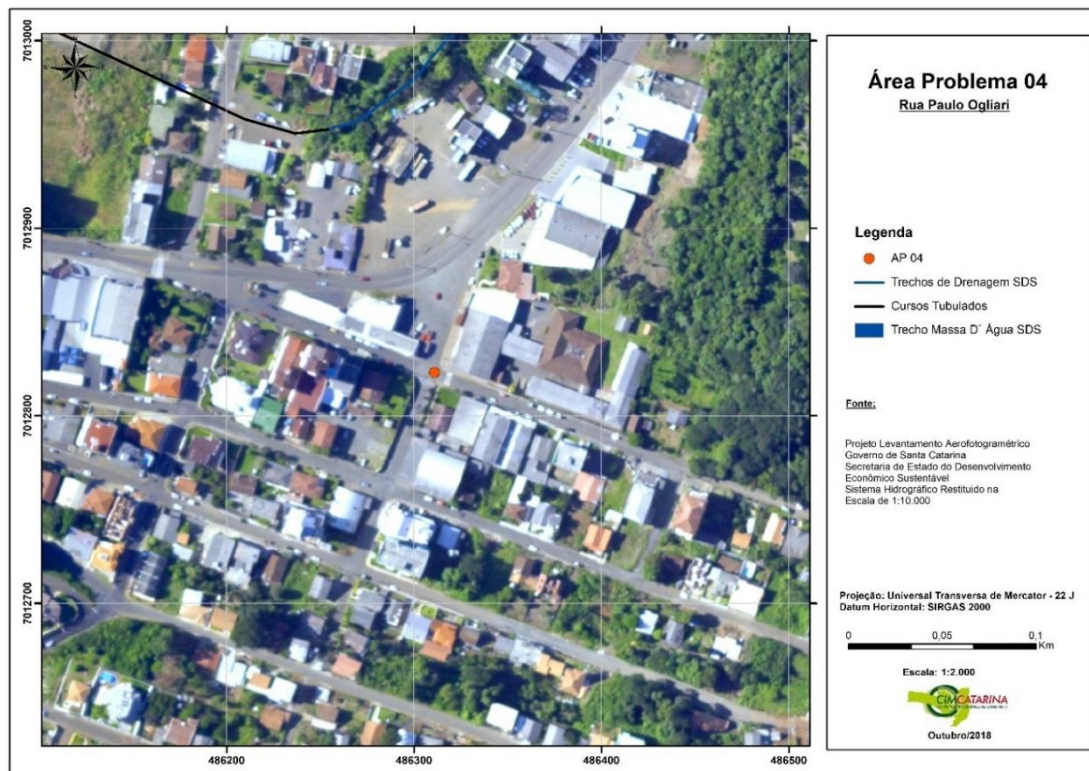 Área Problema 04
Rua Paulo Ogliari
Legenda
AP 04
Trechos de Drenagem SDS
Cursos Tubulados
Trecho Massa D` Água SDS
Fonte:
Projeto Levantamento Aerofotogramétrico
Governo de Santa Catarina
Secretaria de Estado do Desenvolvimento
Econômico Sustentável
Sistema Hidrográfico Restituido na
Escala de 1:10.000
Projeção: Universal Transversa de Mercator - 22 J
Datum Horizontal: SIRGAS 2000
0 0,05 0,1
Km
Escala: 1:2.000
CIMCATARINA
Outubro/2018
7013000
7012900
7012800
7012700
486200 486300 486400 486500